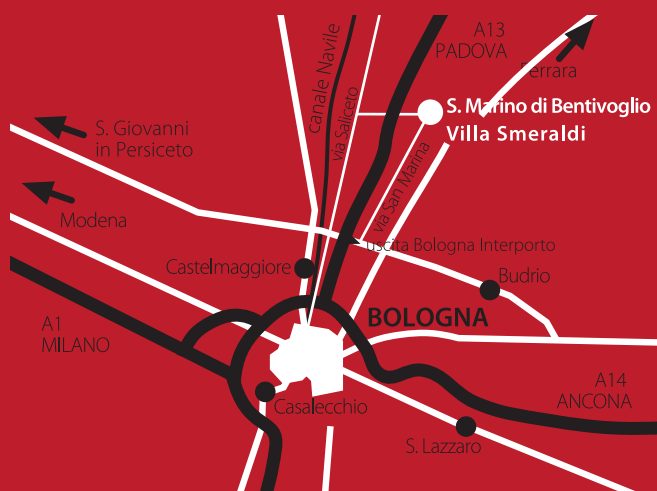 A13
PADOVA
Ferrara
canale Navile
via Saliceto
S. Marino di Bentivoglio
Villa Smeraldi
S. Giovanni
in Persiceto
via San Marina
Modena
uscita Bologna Interporto
Castelmaggiore
Budrio
BOLOGNA
A1
MILANO
A14
ANCONA
Casalecchio
S. Lazzaro